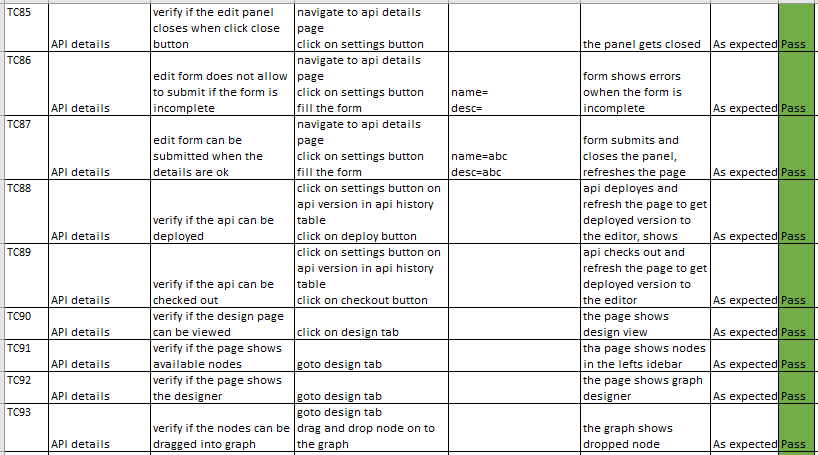 TC85
API details
verify if the edit panel
closes when click close
button
navigate to api details
page
click on settings button
the panel gets closed
As expected
Pass
TC86
API details
edit form does not allow
to submit if the form is
incomplete
navigate to api details
page
click on settings button
fill the form
name=
desc=
form shows errors
owhen the form is
incomplete
As expected
Pass
TC87
API details
edit form can be
submitted when the
details are ok
navigate to api details
page
click on settings button
fill the form
name=abc
desc=abc
form submits and
closes the panel,
refreshes the page
As expected
Pass
TC88
API details
verify if the api can be
deployed
click on settings button on
api version in api history
table
click on deploy button
api deployes and
refresh the page to get
deployed version to
the editor, shows
As expected
Pass
TC89
API details
verify if the api can be
checked out
click on settings button on
api version in api history
table
click on checkout button
api checks out and
refresh the page to get
deployed version to
the editor
As expected
Pass
TC90
API details
verify if the design page
can be viewed
click on design tab
the page shows
design view
As expected
Pass
TC91
API details
verify if the page shows
available nodes
goto design tab
tha page shows nodes
in the lefts idebar
As expected
Pass
TC92
API details
verify if the page shows
the designer
goto design tab
the page shows graph
designer
As expected
Pass
TC93
API details
verify if the nodes can be
dragged into graph
goto design tab
drag and drop node on to
the graph
the graph shows
dropped node
As expected
Pass